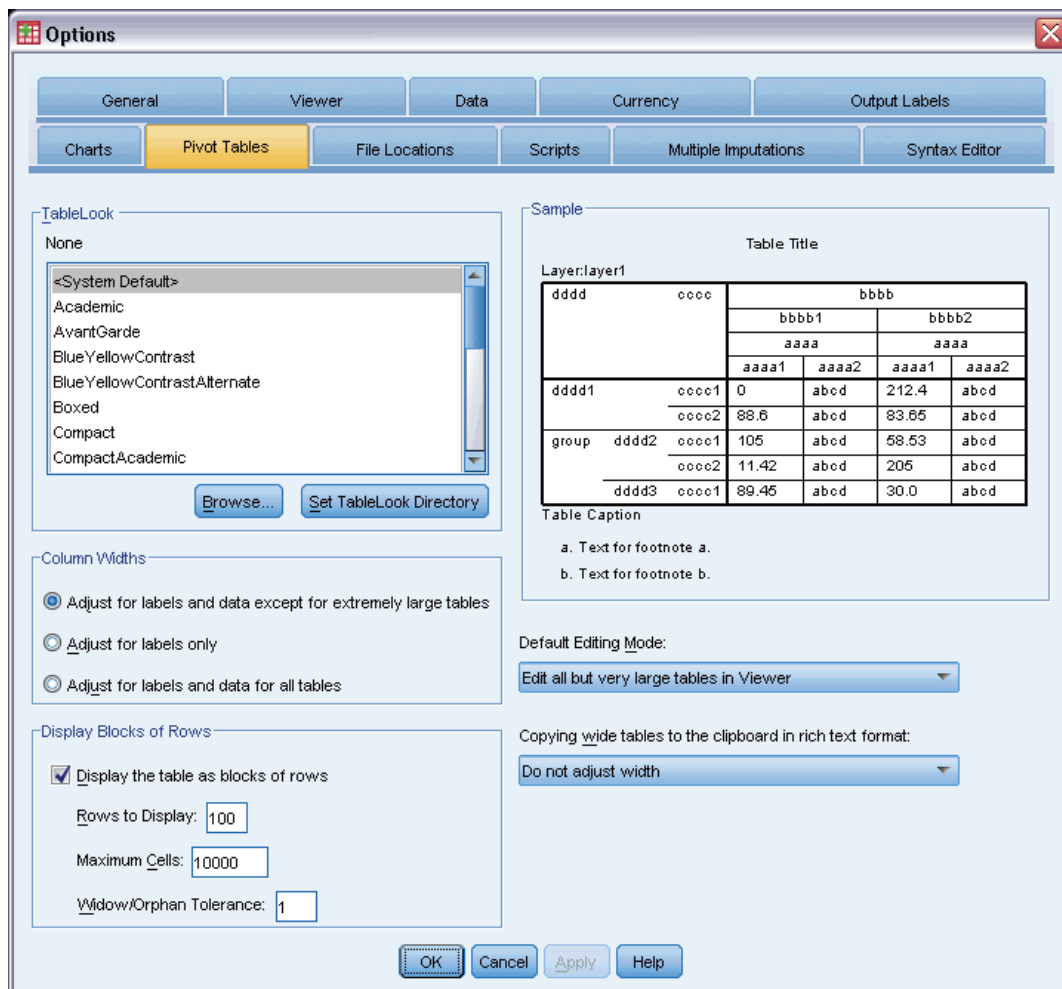 Options
General Viewer Data Currency Output Labels
Charts Pivot Tables File Locations Scripts Multiple Imputations Syntax Editor
TableLook
None
<System Default>
Academic
AvantGarde
BlueYellowContrast
BlueYellowContrastAlternate
Boxed
Compact
CompactAcademic
Browse... Set TableLook Directory
Column Widths
Adjust for labels and data except for extremely large tables
Adjust for labels only
Adjust for labels and data for all tables
Display Blocks of Rows
Display the table as blocks of rows
Rows to Display: 100
Maximum Cells: 10000
Widow/Orphan Tolerance: 1
Sample
Table Title
Layer:layer1
dddd cccc bbbb
bbbb1 bbbb2
aaaa aaaa
aaaa1 aaaa2 aaaa1 aaaa2
dddd1 cccc1 0 abcd 212.4 abcd
cccc2 88.6 abcd 83.65 abcd
group dddd2 cccc1 105 abcd 58.53 abcd
cccc2 11.42 abcd 205 abcd
dddd3 cccc1 89.45 abcd 30.0 abcd
Table Caption
a. Text for footnote a.
b. Text for footnote b.
Default Editing Mode:
Edit all but very large tables in Viewer
Copying wide tables to the clipboard in rich text format:
Do not adjust width
OK Cancel Apply Help